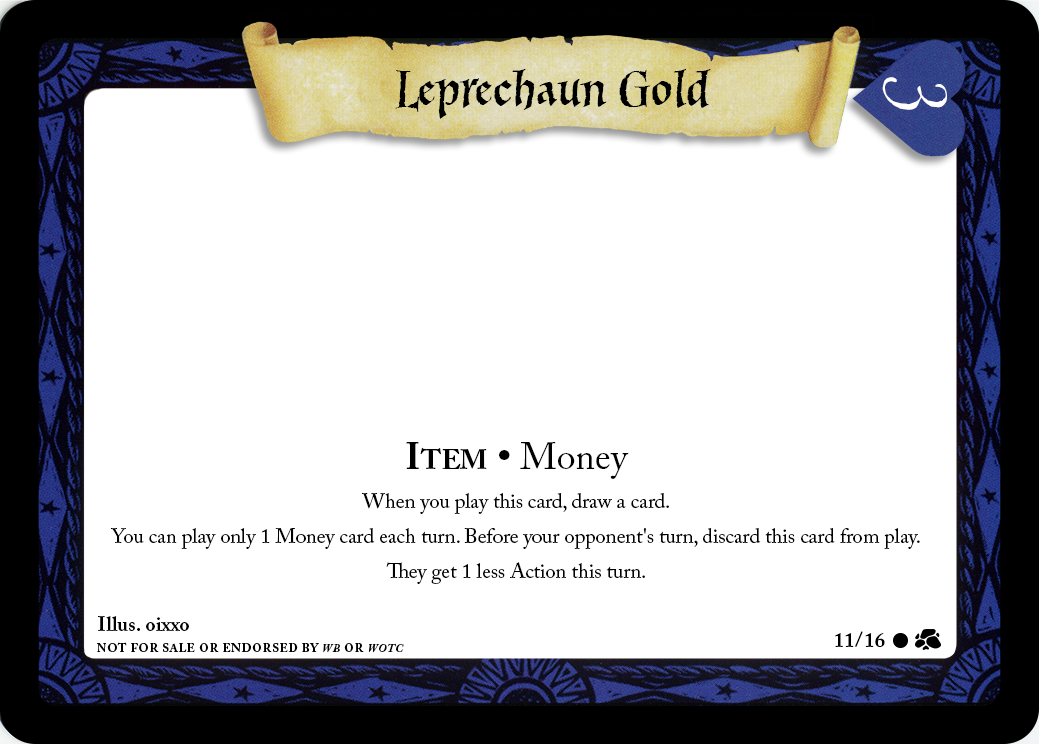 Leprechaun Gold
3
ITEM • Money
When you play this card, draw a card.
You can play only 1 Money card each turn. Before your opponent's turn, discard this card from play.
They get 1 less Action this turn.
Illus. oixxo
NOT FOR SALE OR ENDORSED BY WB OR WOTC
11/16